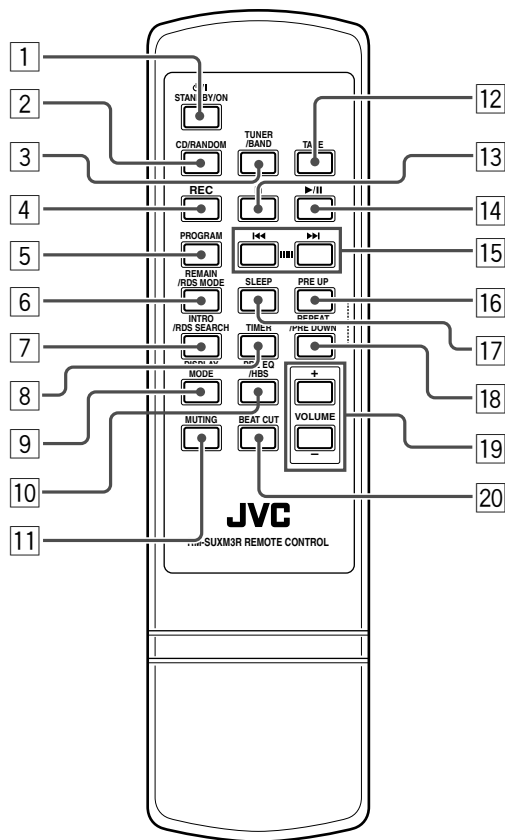 1
STANDBY/ON
2
CD/RANDOM
3
TUNER
/BAND
TAPE
12
13
4
REC
14
5
PROGRAM
15
6
REMAIN
/RDS MODE
SLEEP
PRE UP
16
7
INTRO
/RDS SEARCH
TIMER
REPEAT
/PRE DOWN
17
8
18
9
DISPLAY
MODE
EQ
/HBS
+
VOLUME
–
19
10
11
MUTING
BEAT CUT
20
JVC
RM-SUXM3R REMOTE CONTROL